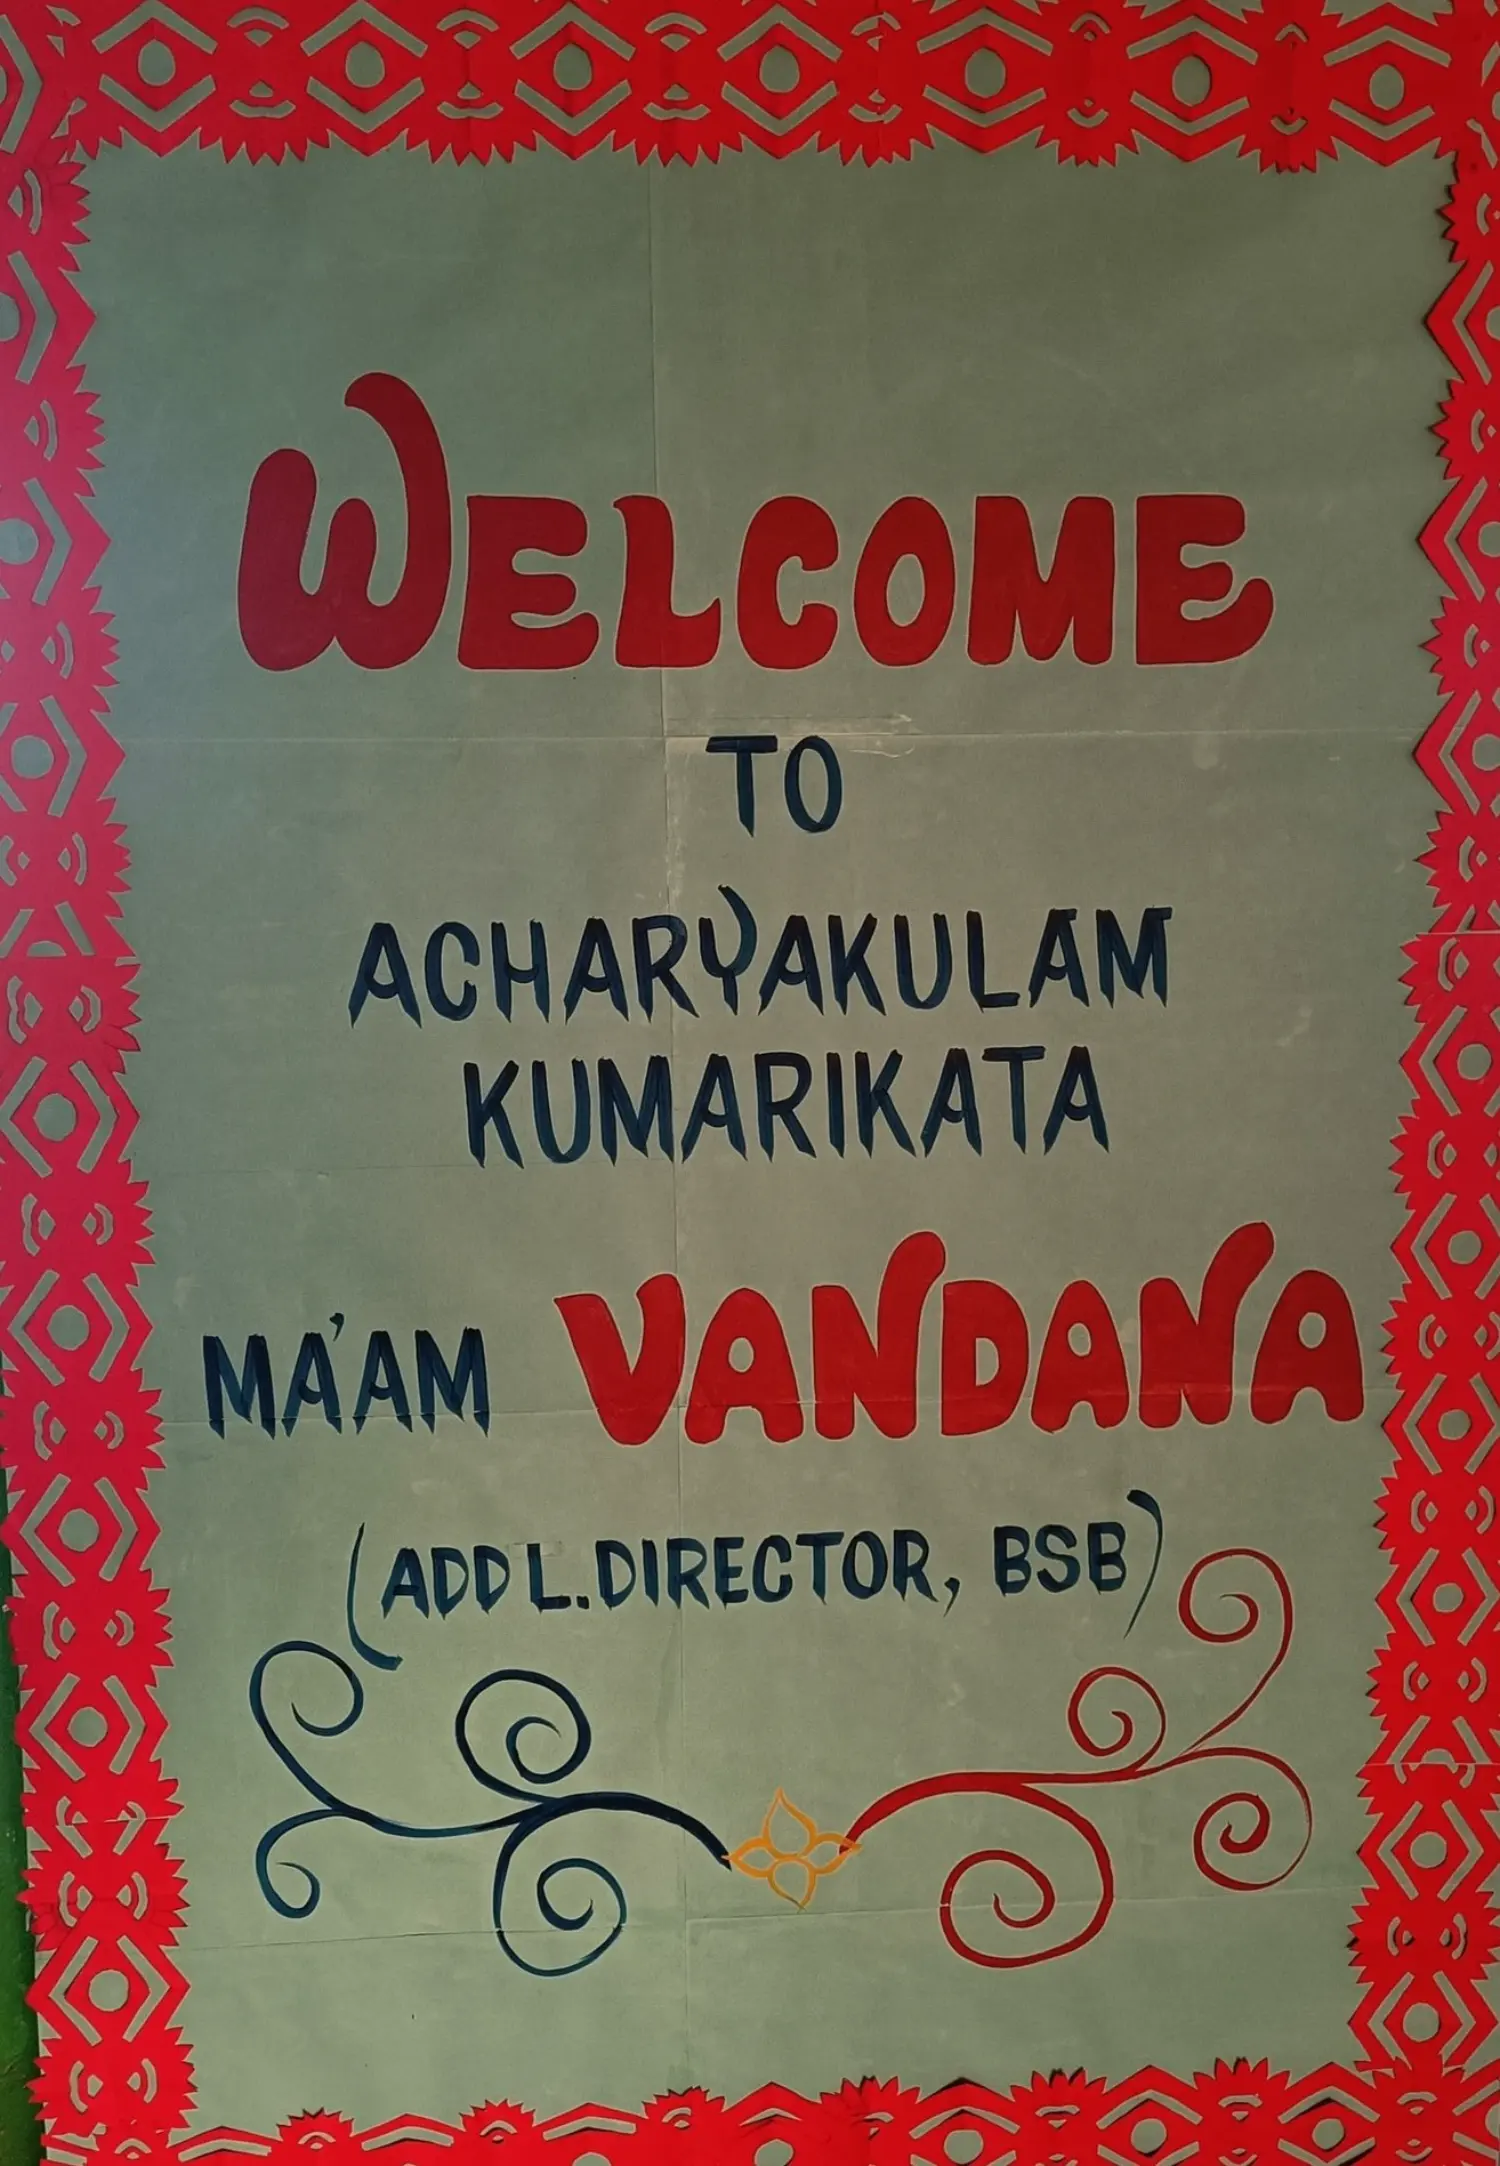 WELCOME
TO
ACHARYAKULAM
KUMARIKATA
MA'AM VANDANA
(ADDL.DIRECTOR, BSB)